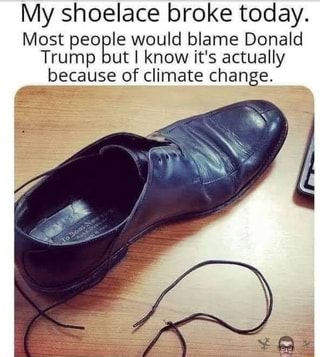 My shoelace broke today.
Most people would blame Donald
Trump but I know it's actually
because of climate change.